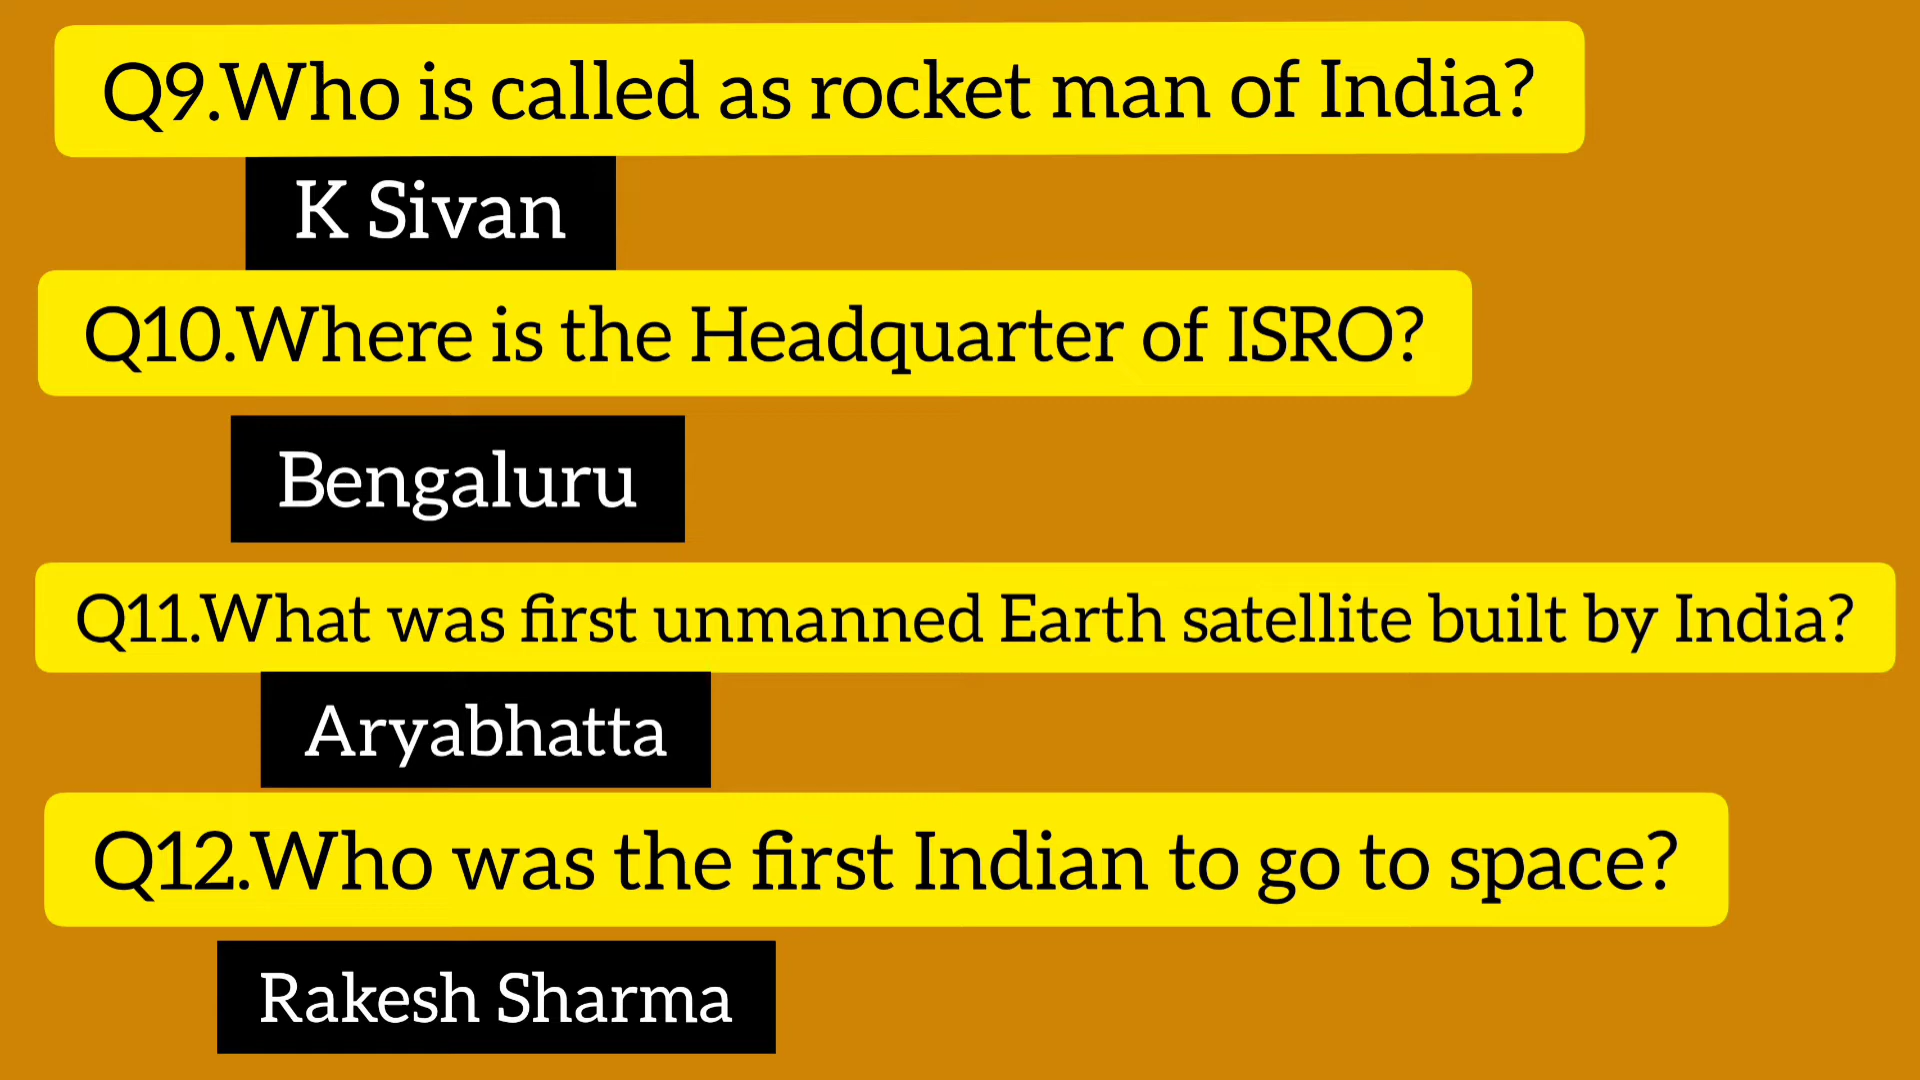 Q9.Who is called as rocket man of India?
K Sivan
Q10.Where is the Headquarter of ISRO?
Bengaluru
Q11.What was first unmanned Earth satellite built by India?
Aryabhatta
Q12.Who was the first Indian to go to space?
Rakesh Sharma